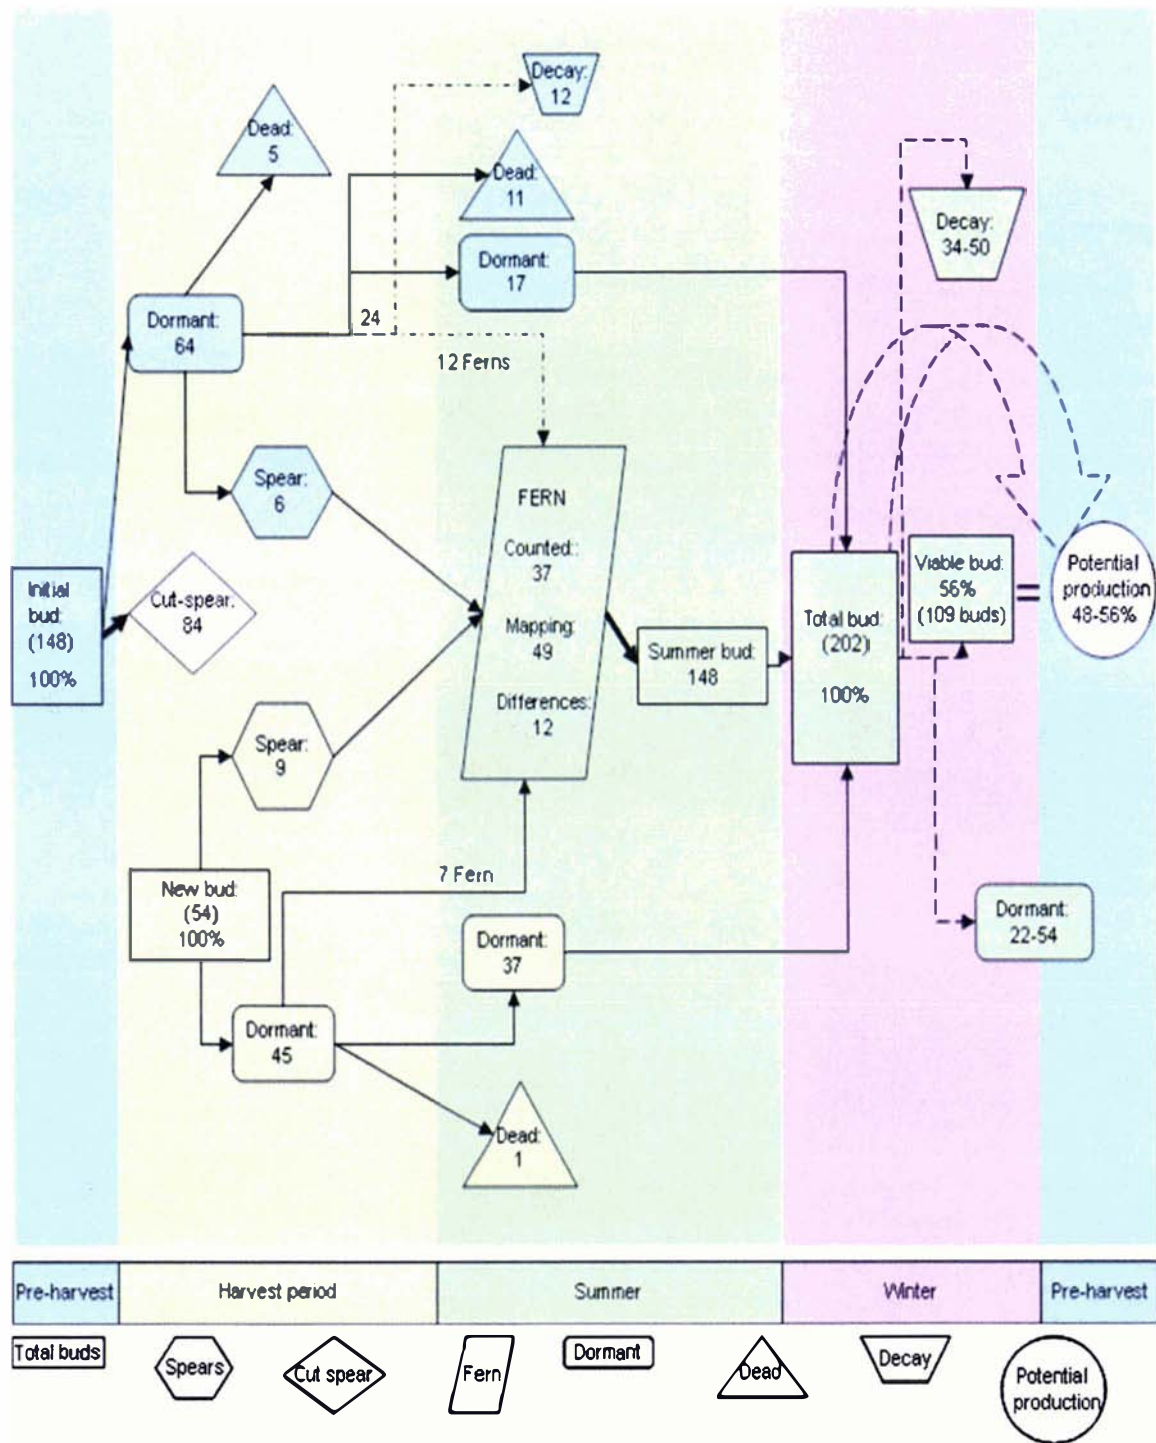 Decay:
12
Dead:
5
Dead:
11
Decay:
34-50
Dormant:
17
Dormant:
64
24
12 Ferns
Spear:
6
FERN
Counted::
37
Mapping:
49
Differences:
12
Initial
bud:
(148)
100%
Cut-spear:
84
Viable bud:
56%
(109 buds)
=
Potential
production
48-56%
Total bud:
(202)
100%
Summer bud:
148
Spear:
9
7 Fern
New bud:
(54)
100%
Dormant:
37
Dormant:
22-54
Dormant:
45
Dead:
1
Pre-harvest
Harvest period
Summer
Winter
Pre-harvest
Total buds
Spears
Cut spear
Fern
Dormant
Dead
Decay
Potential
production